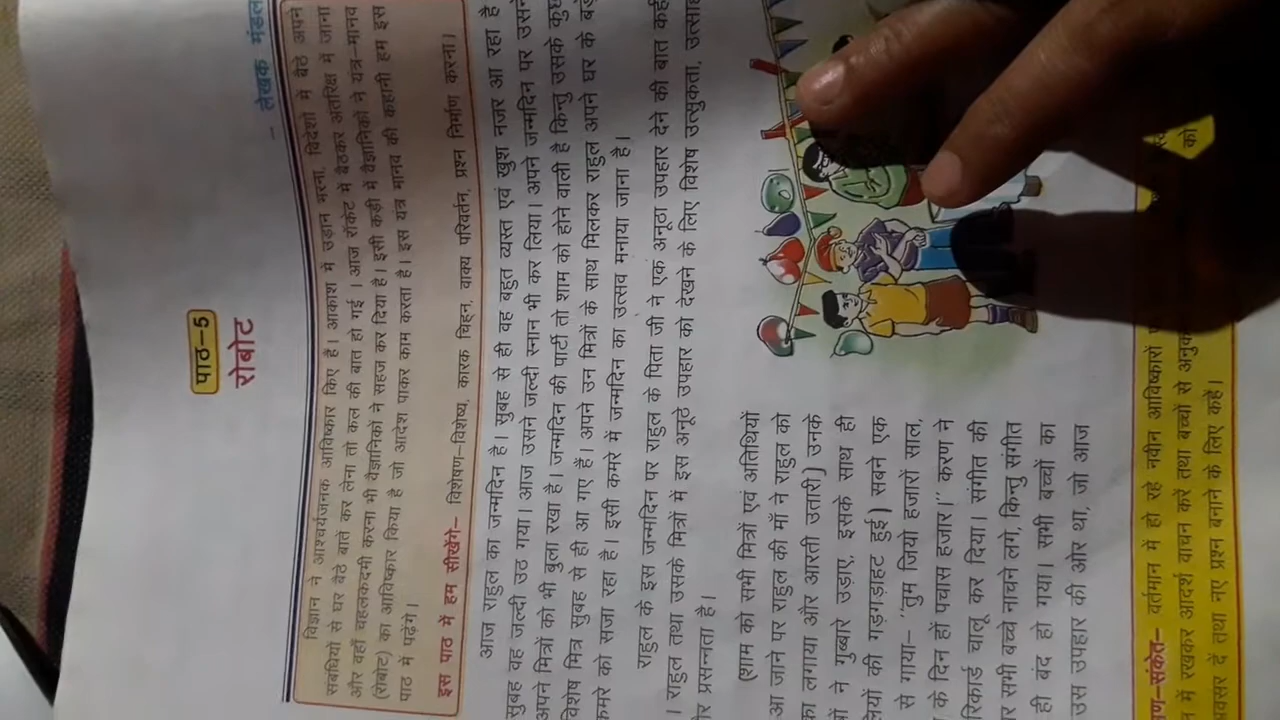 पाठ–5
रोबोट
– लेखक मंडल
विज्ञान ने आश्चर्यजनक आविष्कार किए हैं। आकाश में उड़ान भरना, विदेशों में बैठे अपने
संबंधियों से घर बैठे बातें कर लेना तो कल की बात हो गई । आज रॉकेट में बैठकर अंतरिक्ष में जाना
और वहाँ चहलकदमी करना भी वैज्ञानिकों ने सहज कर दिया है। इसी कड़ी में वैज्ञानिकों ने यंत्र मानव
(रोबोट) का आविष्कार किया है जो आदेश पाकर काम करता है। इस यंत्र मानव की कहानी हम इस
पाठ में पढ़ेंगे।
इस पाठ में हम सीखेंगे– विशेषण–विशेष्य, कारक चिह्न, वाक्य परिवर्तन, प्रश्न निर्माण करना।
आज राहुल का जन्मदिन है। सुबह से ही वह बहुत व्यस्त एवं खुश नजर आ रहा है
सुबह वह जल्दी उठ गया। आज उसने जल्दी स्नान भी कर लिया। अपने जन्मदिन पर उसने
अपने मित्रों को भी बुला रखा है। जन्मदिन की पार्टी तो शाम को होने वाली है किन्तु उसके कुछ
विशेष मित्र सुबह से ही आ गए हैं। अपने उन मित्रों के साथ मिलकर राहुल अपने घर के बड़े
कमरे को सजा रहा है। इसी कमरे में जन्मदिन का उत्सव मनाया जाना है।
राहुल के इस जन्मदिन पर राहुल के पिता जी ने एक अनूठा उपहार देने की बात कही
। राहुल तथा उसके मित्रों में इस अनूठे उपहार को देखने के लिए विशेष उत्सुकता, उत्साह
र प्रसन्नता है।
(शाम को सभी मित्रों एवं अतिथियों
आ जाने पर राहुल की माँ ने राहुल को
का लगाया और आरती उतारी) उनके
ों ने गुब्बारे उड़ाए, इसके साथ ही
लियों की गड़गड़ाहट हुई) सबने एक
से गाया– "तुम जियो हजारों साल,
के दिन हों पचास हजार।" करण ने
रिकार्ड चालू कर दिया। संगीत की
र सभी बच्चे नाचने लगे, किन्तु संगीत
ही बंद हो गया। सभी बच्चों का
उस उपहार की ओर था, जो आज
ण–संकेत– वर्तमान में हो रहे नवीन आविष्कारों
में रखकर आदर्श वाचन करें तथा बच्चों से अनुक
वसर दें तथा नए प्रश्न बनाने के लिए कहें।